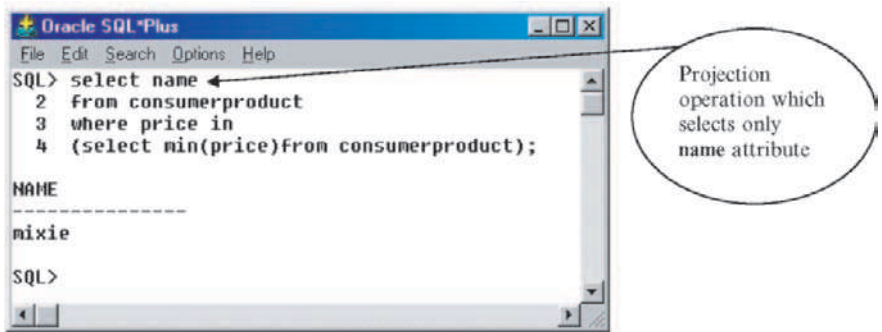 Oracle SQL*Plus
File Edit Search Options Help
SQL> select name
2 from consumerproduct
3 where price in
4 (select min(price)from consumerproduct);
NAME
---------------
mixie
SQL>
Projection
operation which
selects only
name attribute